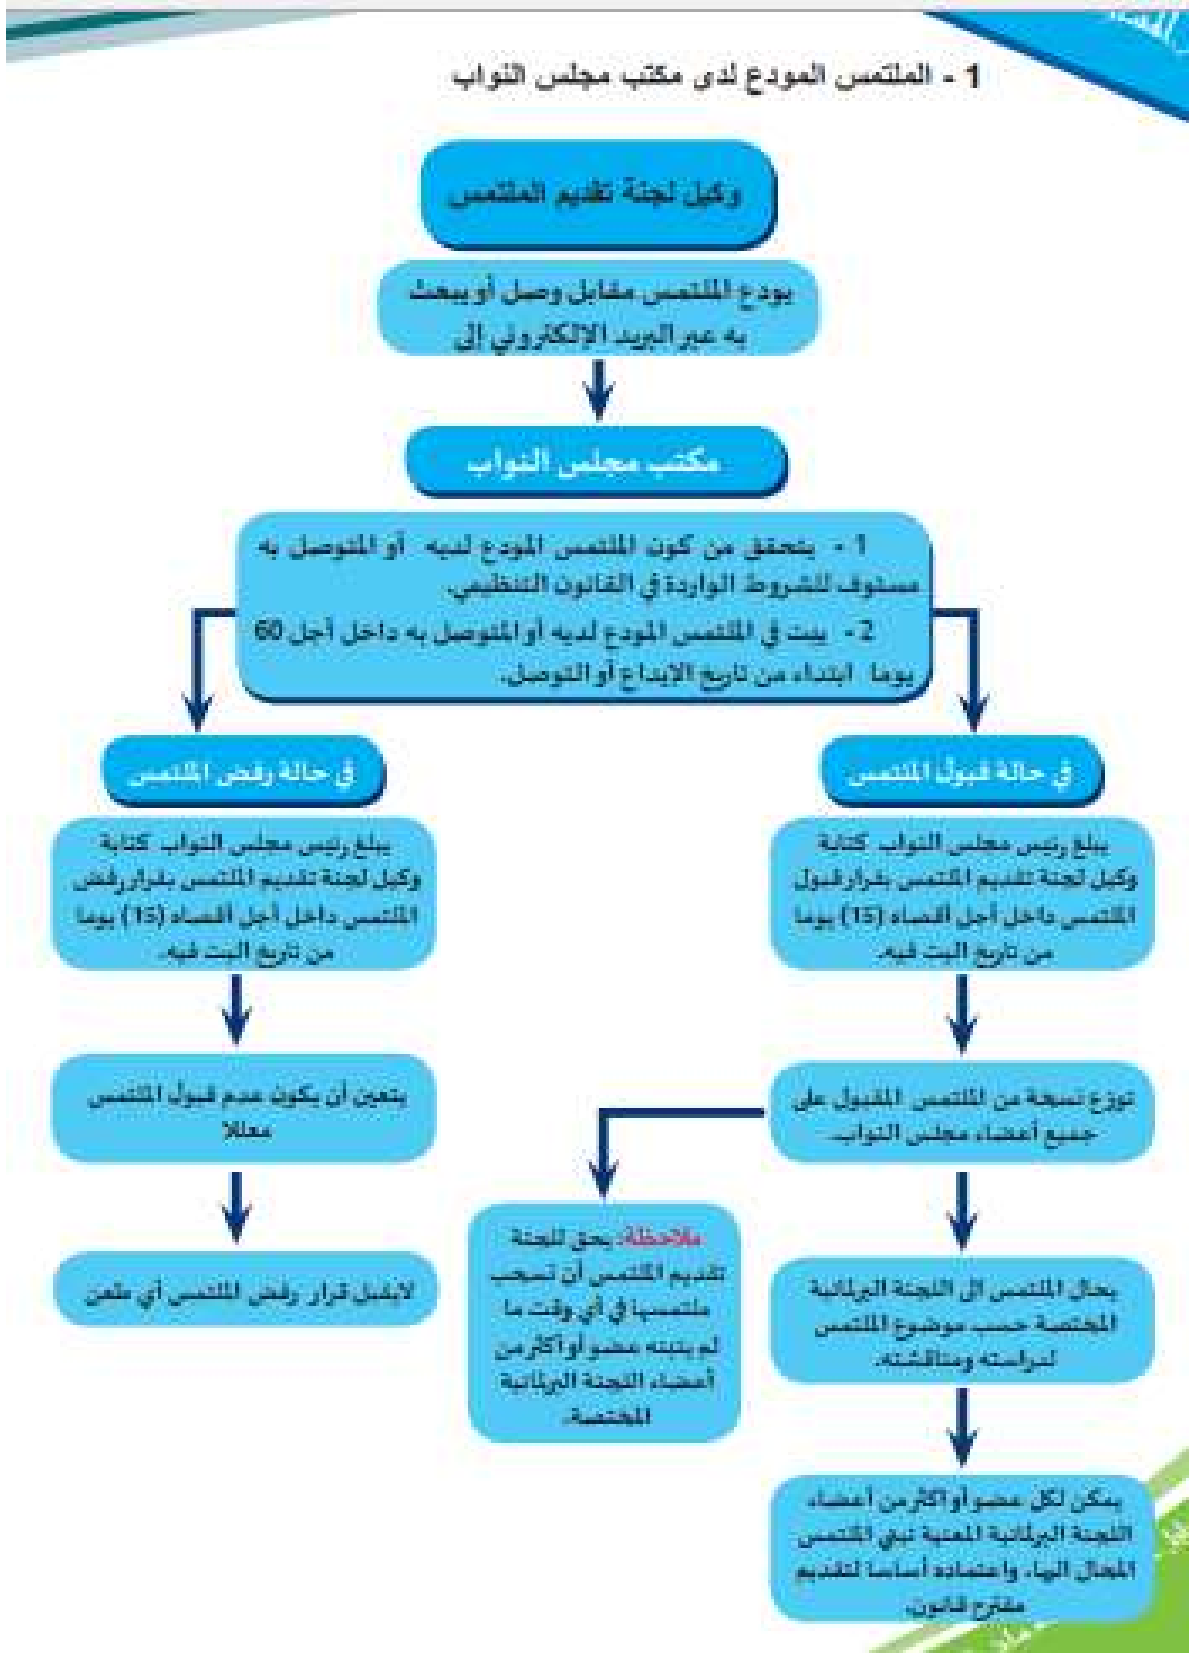 1 - الملتمس المودع لدى مكتب مجلس النواب
وكيل لجنة تقديم الملتمس
يودع الملتمس مقابل وصل أو يبعث
به عبر البريد الإلكتروني إلى
مكتب مجلس النواب
1 - يتحقق من كون الملتمس المودع لديه أو المتوصل به
مستوف للشروط الواردة في القانون التنظيمي.
2 - يبت في الملتمس المودع لديه أو المتوصل به داخل أجل 60
يوما ابتداء من تاريخ الإيداع أو التوصل.
في حالة قبول الملتمس
يبلغ رئيس مجلس النواب كتابة
وكيل لجنة تقديم الملتمس بقرار قبول
الملتمس داخل أجل أقصاه (15) يوما
من تاريخ البت فيه.
توزع نسخة من الملتمس المقبول على
جميع أعضاء مجلس النواب.
يحال الملتمس الى اللجنة البرلمانية
المختصة حسب موضوع الملتمس
لدراسته ومناقشته.
يمكن لكل عضو أو أكثر من أعضاء
اللجنة البرلمانية المعنية تبني الملتمس
المحال اليها، واعتماده أساسا لتقديم
مقترح قانون.
ملاحظة: يحق للجنة
تقديم الملتمس أن تسحب
ملتمسها في أي وقت ما
لم يتبنه عضو أو أكثر من
أعضاء اللجنة البرلمانية
المختصة.
في حالة رفض الملتمس
يبلغ رئيس مجلس النواب كتابة
وكيل لجنة تقديم الملتمس بقرار رفض
الملتمس داخل أجل أقصاه (15) يوما
من تاريخ البت فيه.
يتعين أن يكون عدم قبول الملتمس
معللا
لايقبل قرار رفض الملتمس أي طعن